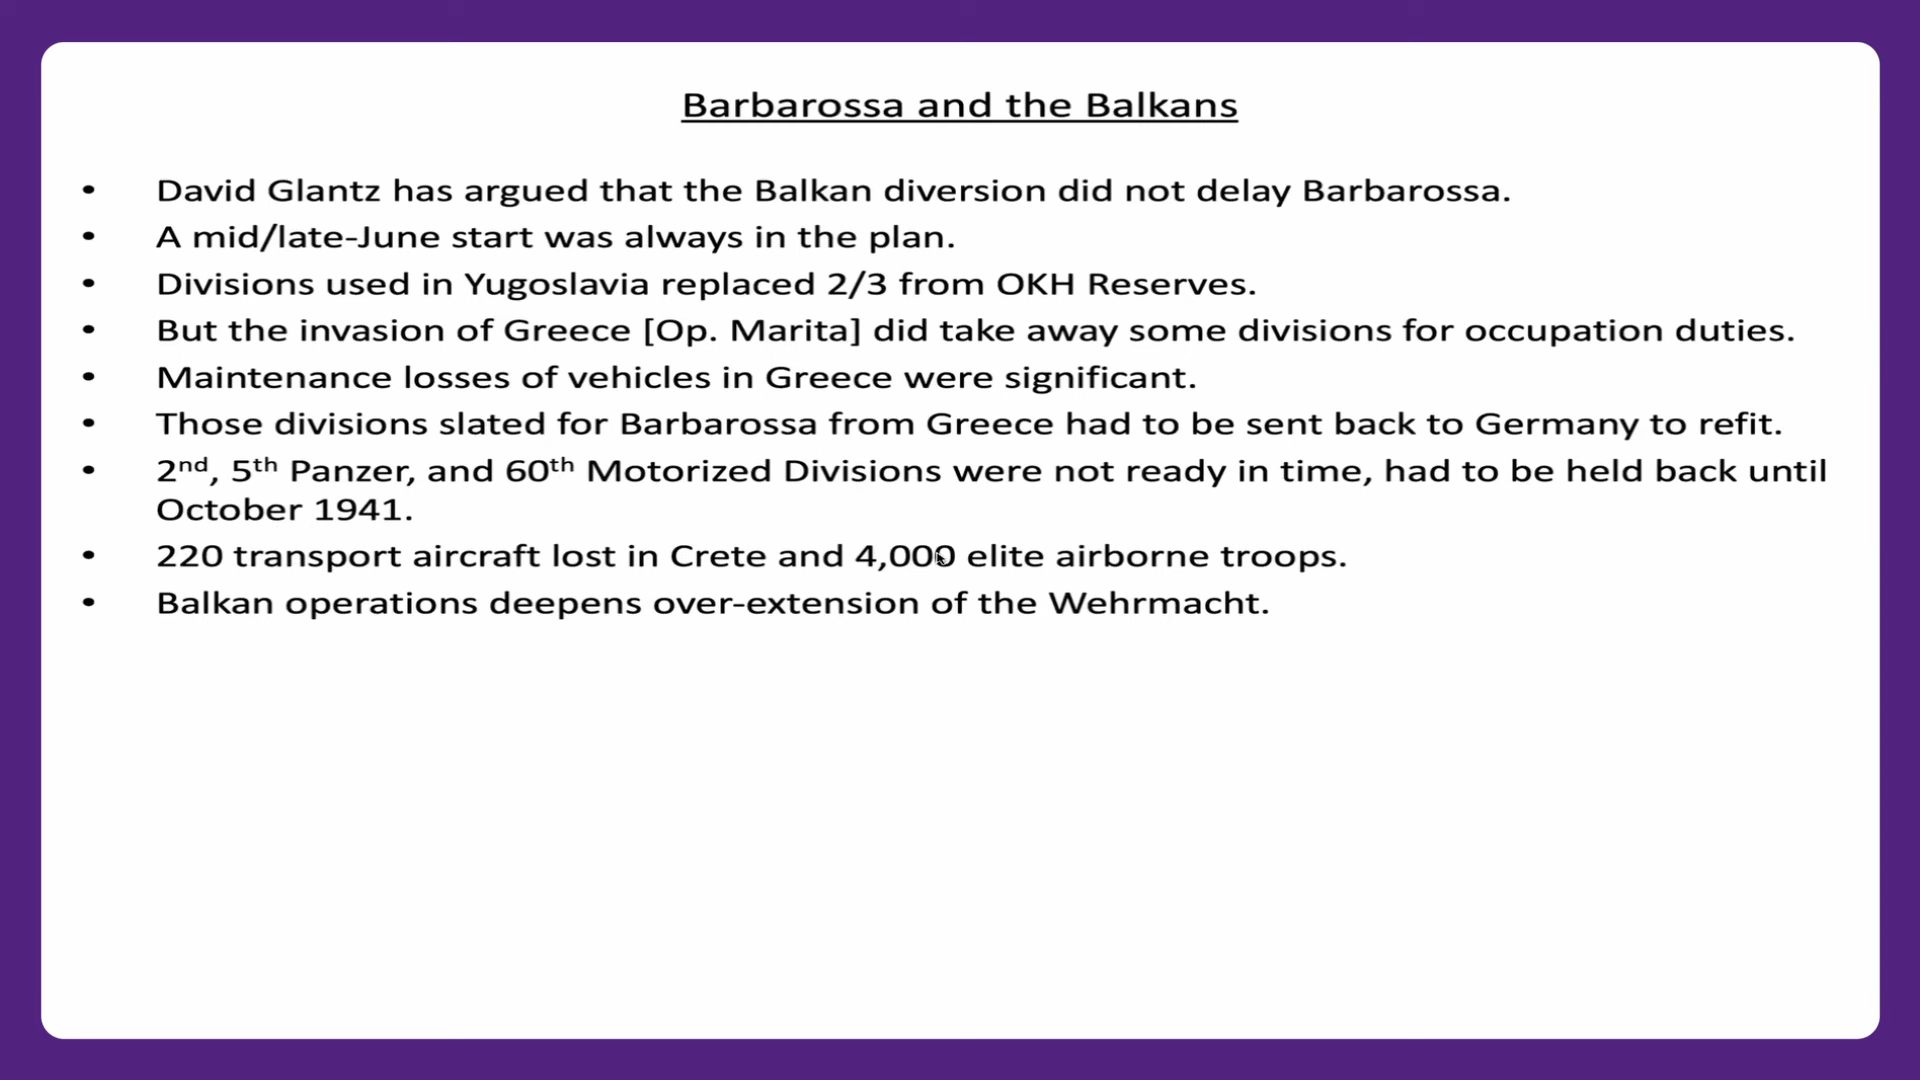 Barbarossa and the Balkans
• David Glantz has argued that the Balkan diversion did not delay Barbarossa.
• A mid/late-June start was always in the plan.
• Divisions used in Yugoslavia replaced 2/3 from OKH Reserves.
• But the invasion of Greece [Op. Marita] did take away some divisions for occupation duties.
• Maintenance losses of vehicles in Greece were significant.
• Those divisions slated for Barbarossa from Greece had to be sent back to Germany to refit.
• 2nd, 5th Panzer, and 60th Motorized Divisions were not ready in time, had to be held back until
October 1941.
• 220 transport aircraft lost in Crete and 4,000 elite airborne troops.
• Balkan operations deepens over-extension of the Wehrmacht.